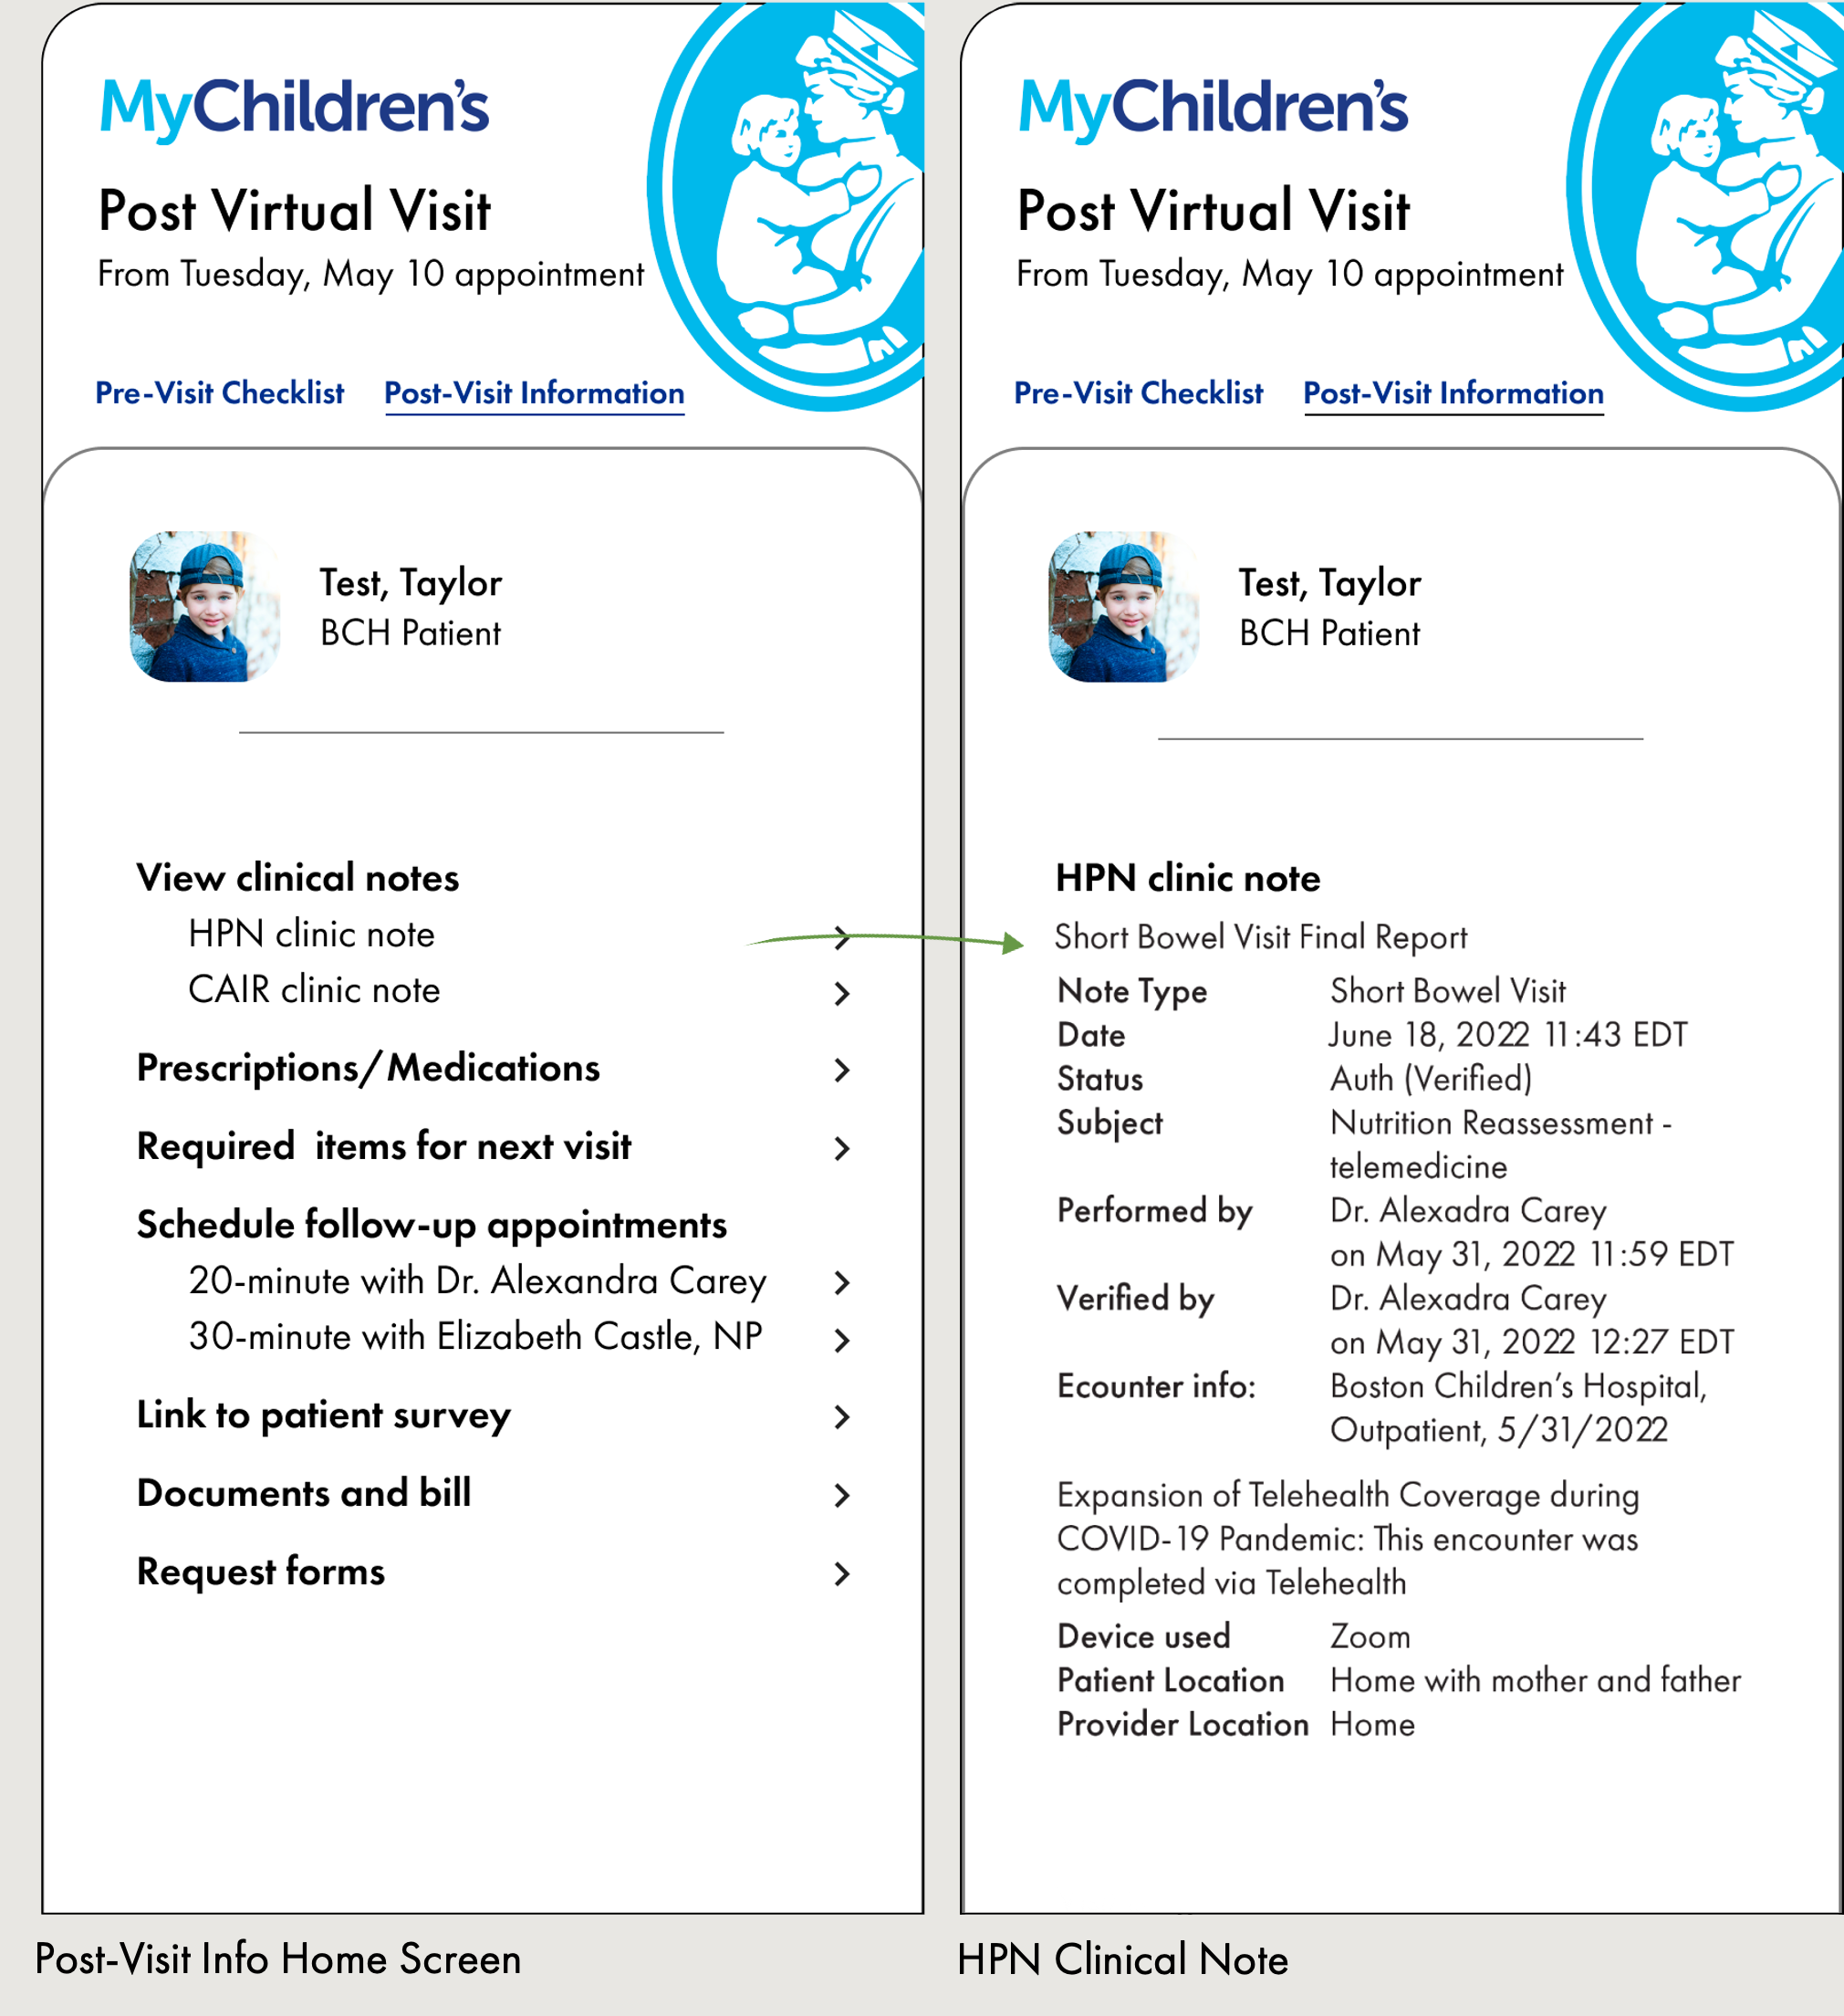 MyChildren's
Post Virtual Visit
From Tuesday, May 10 appointment
Pre-Visit Checklist Post-Visit Information
Test, Taylor
BCH Patient
View clinical notes
HPN clinic note
CAIR clinic note
Prescriptions/Medications
Required items for next visit
Schedule follow-up appointments
20-minute with Dr. Alexandra Carey
30-minute with Elizabeth Castle, NP
Link to patient survey
Documents and bill
Request forms
Post-Visit Info Home Screen
MyChildren's
Post Virtual Visit
From Tuesday, May 10 appointment
Pre-Visit Checklist Post-Visit Information
Test, Taylor
BCH Patient
HPN clinic note
Short Bowel Visit Final Report
Note Type Short Bowel Visit
Date June 18, 2022 11:43 EDT
Status Auth (Verified)
Subject Nutrition Reassessment -
telemedicine
Performed by Dr. Alexadra Carey
on May 31, 2022 11:59 EDT
Verified by Dr. Alexadra Carey
on May 31, 2022 12:27 EDT
Ecounter info: Boston Children's Hospital,
Outpatient, 5/31/2022
Expansion of Telehealth Coverage during
COVID-19 Pandemic: This encounter was
completed via Telehealth
Device used Zoom
Patient Location Home with mother and father
Provider Location Home
HPN Clinical Note